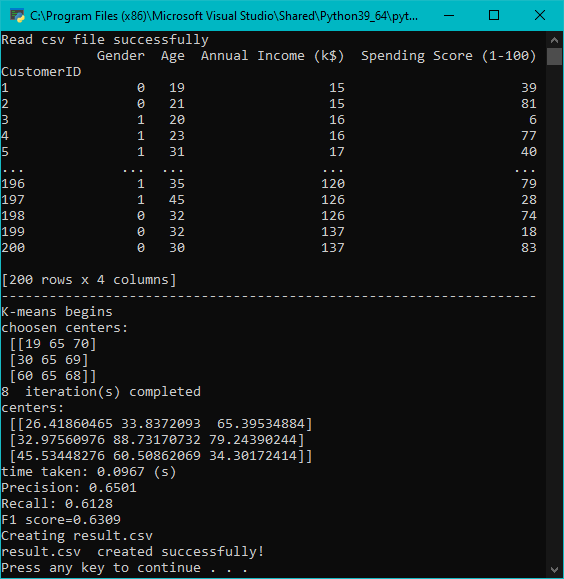 C:\Program Files (x86)\Microsoft Visual Studio\Shared\Python39_64\pyt...
Read csv file successfully
            Gender  Age  Annual Income (k$)  Spending Score (1-100)
CustomerID
1                0   19                  15                      39
2                0   21                  15                      81
3                1   20                  16                       6
4                1   23                  16                      77
5                1   31                  17                      40
...            ...  ...                 ...                     ...
196              1   35                 120                      79
197              1   45                 126                      28
198              0   32                 126                      74
199              0   32                 137                      18
200              0   30                 137                      83
[200 rows x 4 columns]
-------------------------------------------------------------------
K-means begins
choosen centers:
 [[19 65 70]
 [30 65 69]
 [60 65 68]]
8  iteration(s) completed
centers:
 [[26.41860465 33.8372093  65.39534884]
 [32.97560976 88.73170732 79.24390244]
 [45.53448276 60.50862069 34.30172414]]
time taken: 0.0967 (s)
Precision: 0.6501
Recall: 0.6128
F1 score=0.6309
Creating result.csv
result.csv  created successfully!
Press any key to continue . . .